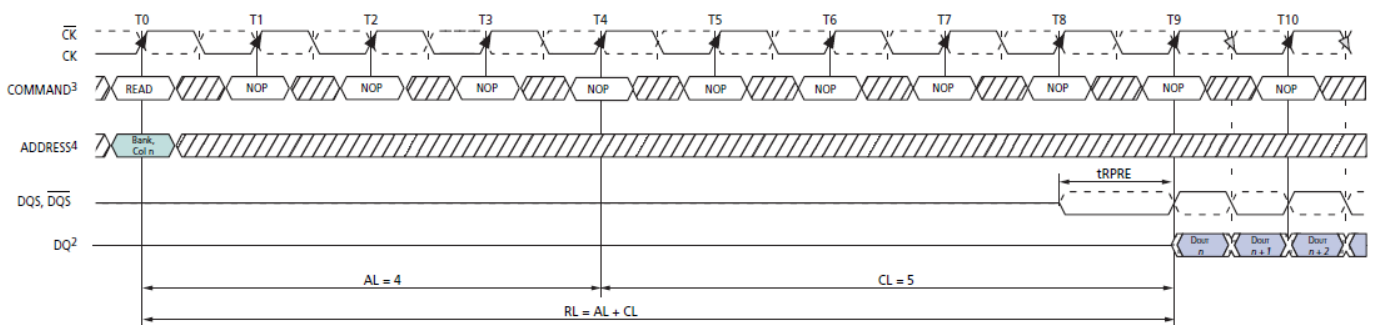 T0 T1 T2 T3 T4 T5 T6 T7 T8 T9 T10
CK
CK
COMMAND3 READ NOP NOP NOP NOP NOP NOP NOP NOP NOP NOP
ADDRESS4 Bank,
Col n
tRPRE
DQS, DQS
DQ2 DOUT n DOUT n + 1 DOUT n + 2
AL = 4 CL = 5
RL = AL + CL